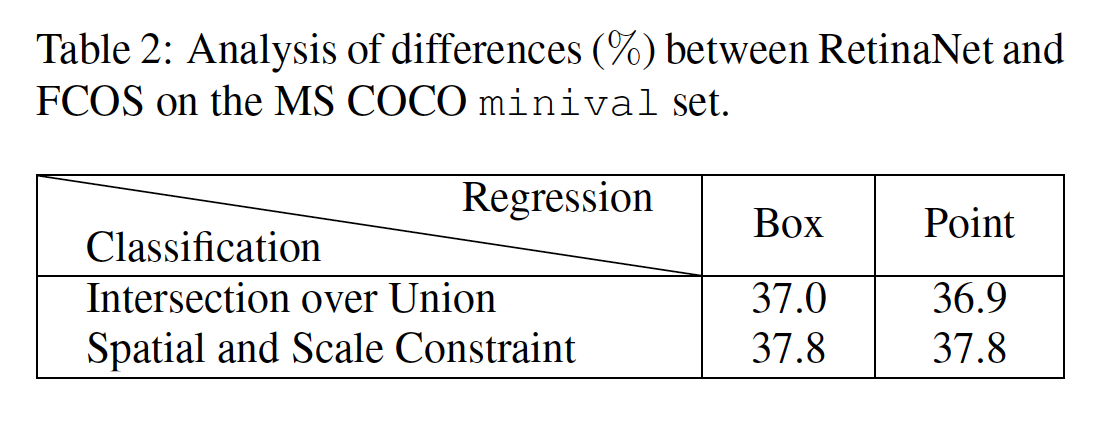 Table 2: Analysis of differences (%) between RetinaNet and
FCOS on the MS COCO minival set.
Regression
Classification
Box
Point
Intersection over Union 37.0 36.9
Spatial and Scale Constraint 37.8 37.8